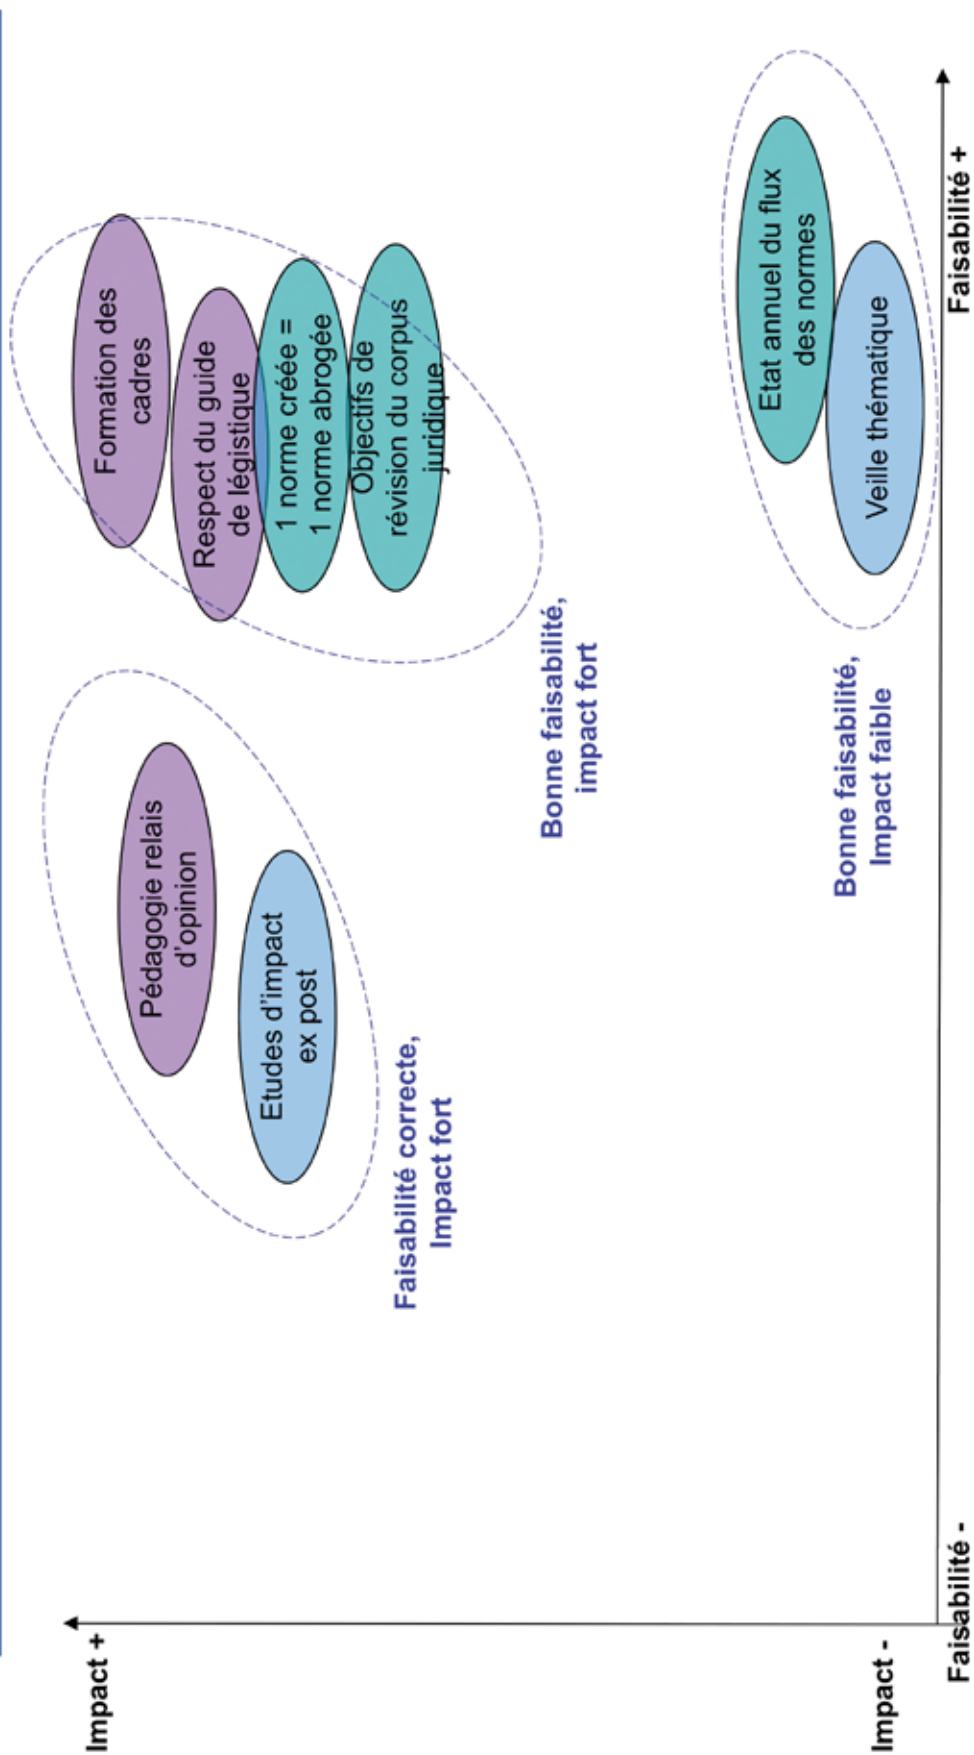 Impact +
Formation des
cadres
Pédagogie relais
d'opinion
Respect du guide
de légistique
Etudes d'impact
ex post
1 norme créée =
1 norme abrogée
Objectifs de
révision du corpus
juridique
Faisabilité correcte,
Impact fort
Bonne faisabilité,
impact fort
Etat annuel du flux
des normes
Bonne faisabilité,
Impact faible
Veille thématique
Impact -
Faisabilité -
Faisabilité +